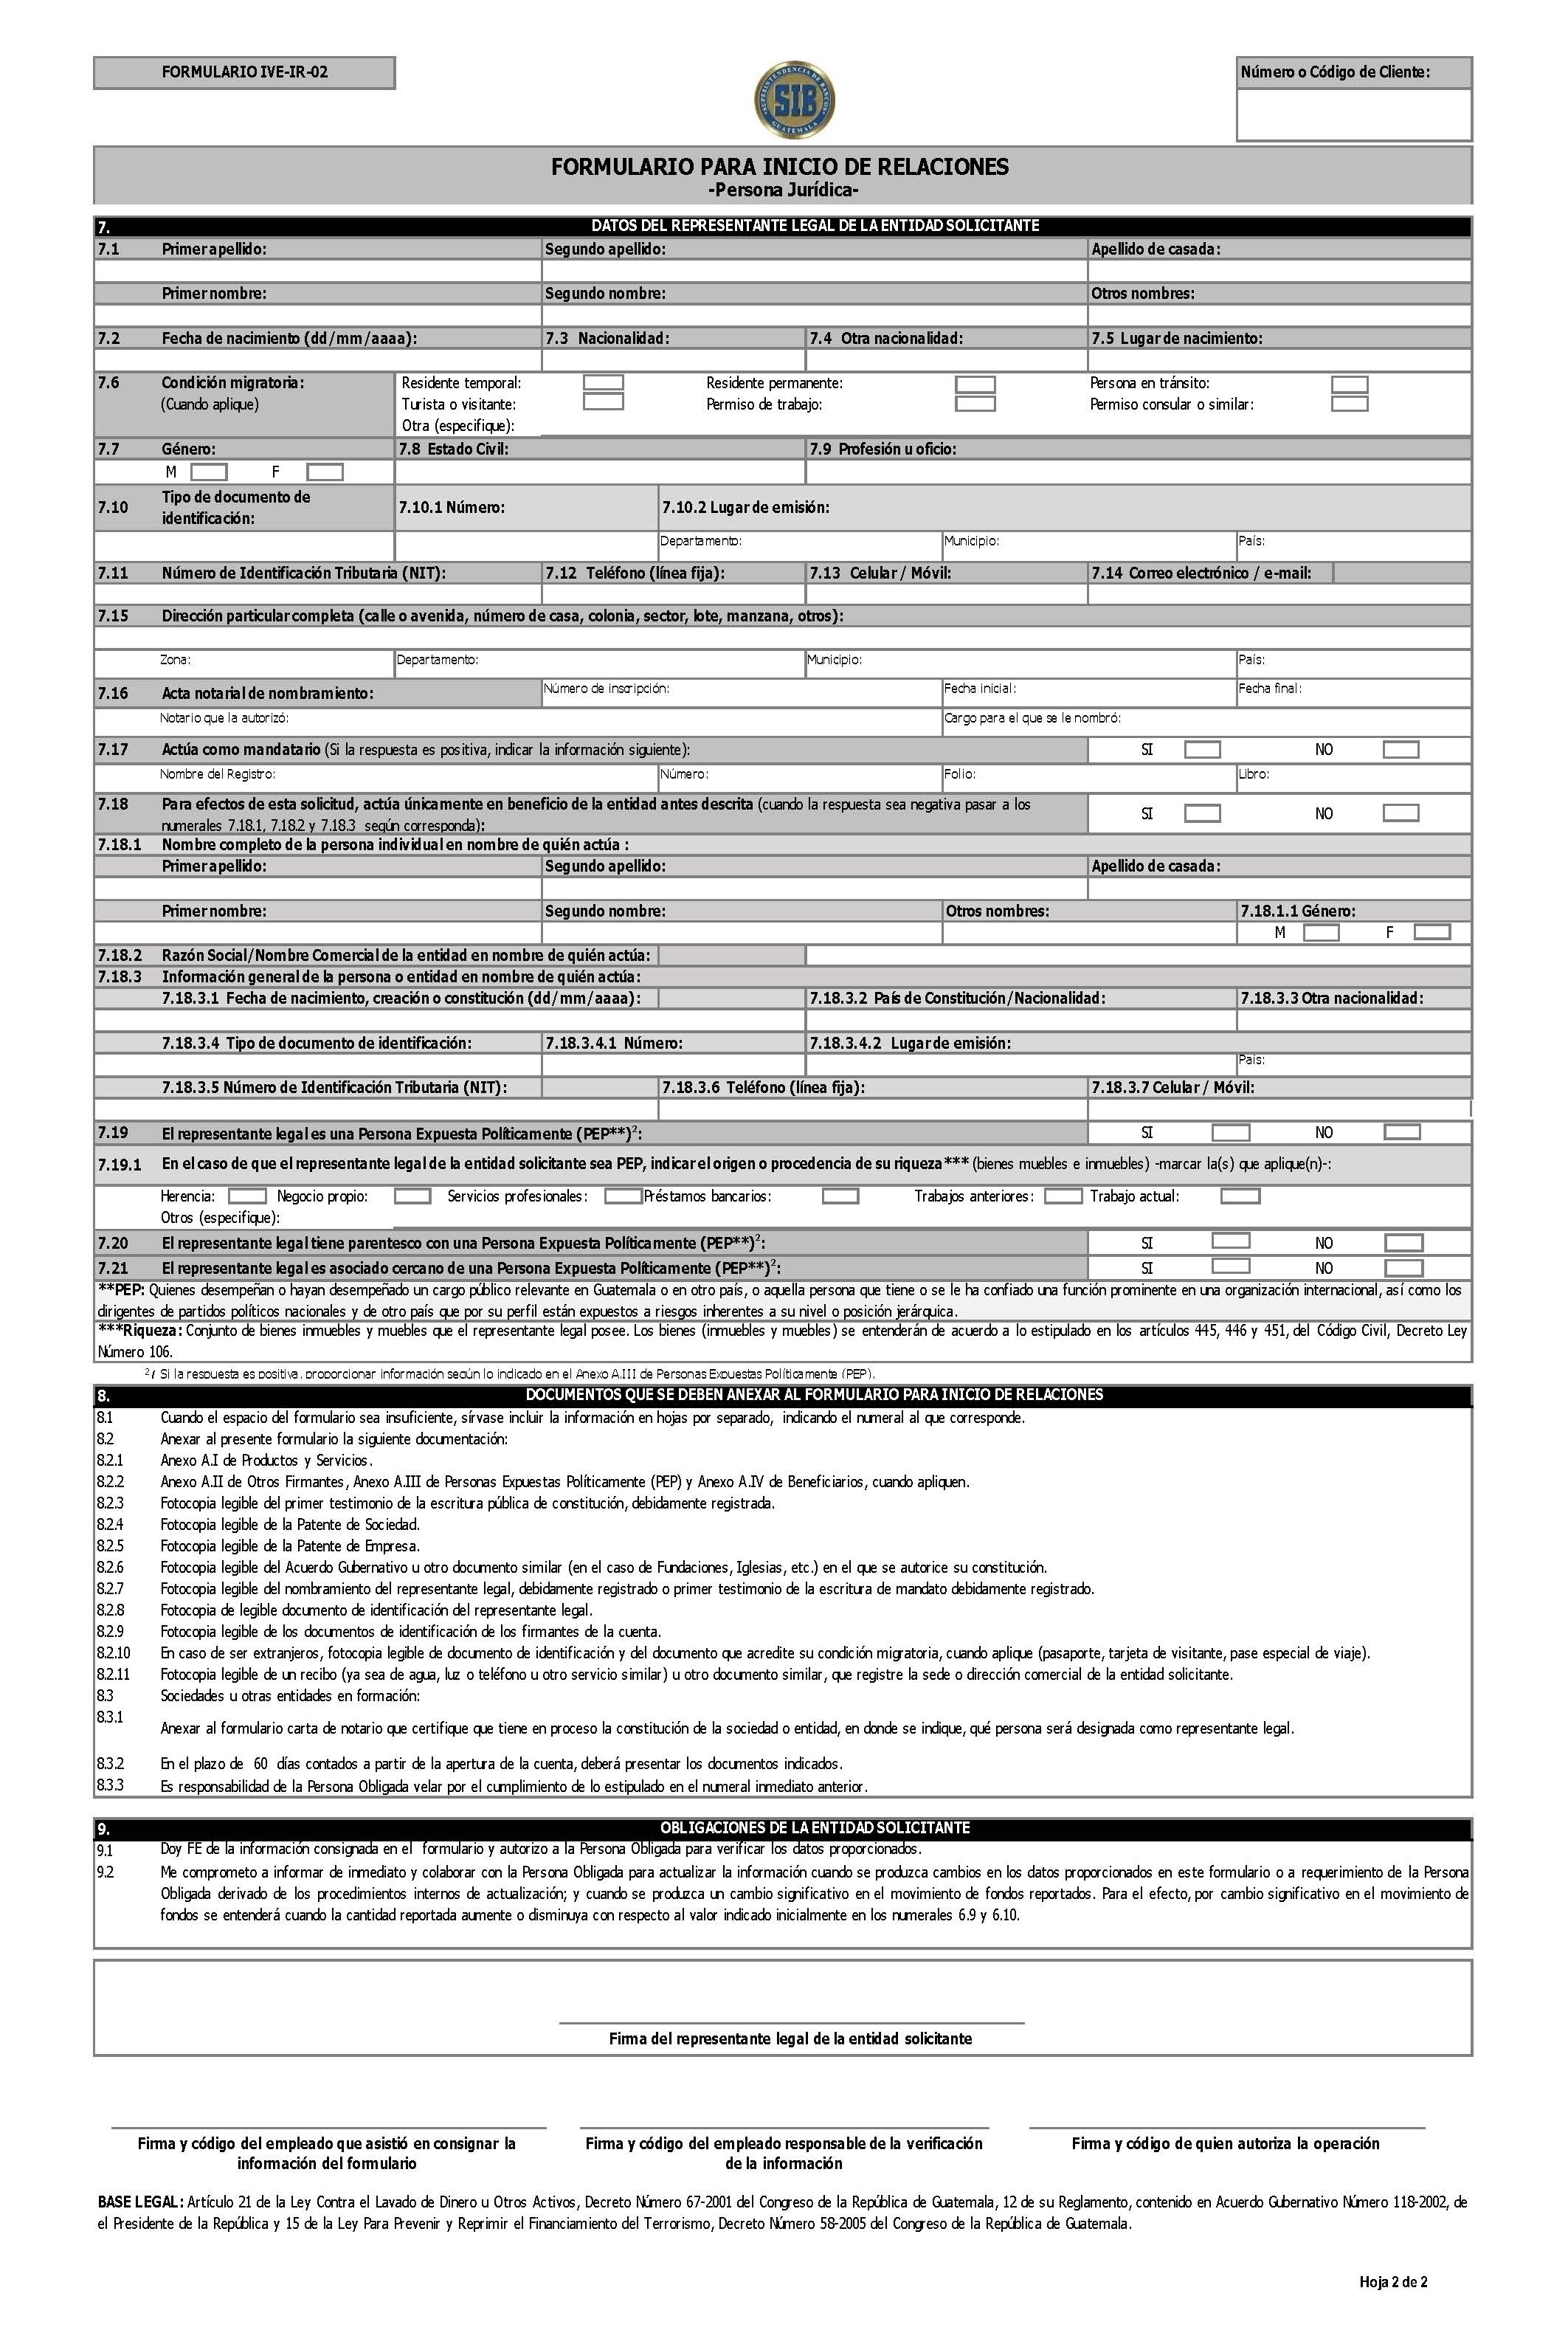 FORMULARIO IVE-IR-02
SUPERINTENDENCIA DE BANCOS
SIB
GUATEMALA
Número o Código de Cliente:
FORMULARIO PARA INICIO DE RELACIONES
-Persona Jurídica-
7. DATOS DEL REPRESENTANTE LEGAL DE LA ENTIDAD SOLICITANTE
7.1 Primer apellido: Segundo apellido: Apellido de casada:
Primer nombre: Segundo nombre: Otros nombres:
7.2 Fecha de nacimiento (dd/mm/aaaa): 7.3 Nacionalidad: 7.4 Otra nacionalidad: 7.5 Lugar de nacimiento:
7.6 Condición migratoria: Residente temporal: Residente permanente: Persona en tránsito:
(Cuando aplique) Turista o visitante: Permiso de trabajo: Permiso consular o similar:
Otra (especifique):
7.7 Género: 7.8 Estado Civil: 7.9 Profesión u oficio:
M F
7.10 Tipo de documento de identificación: 7.10.1 Número: 7.10.2 Lugar de emisión:
Departamento: Municipio: País:
7.11 Número de Identificación Tributaria (NIT): 7.12 Teléfono (línea fija): 7.13 Celular / Móvil: 7.14 Correo electrónico / e-mail:
7.15 Dirección particular completa (calle o avenida, número de casa, colonia, sector, lote, manzana, otros):
Zona: Departamento: Municipio: País:
7.16 Acta notarial de nombramiento: Número de inscripción: Fecha inicial: Fecha final:
Notario que la autorizó: Cargo para el que se le nombró:
7.17 Actúa como mandatario (Si la respuesta es positiva, indicar la información siguiente): SI NO
Nombre del Registro: Número: Folio: Libro:
7.18 Para efectos de esta solicitud, actúa únicamente en beneficio de la entidad antes descrita (cuando la respuesta sea negativa pasar a los
numerales 7.18.1, 7.18.2 y 7.18.3 según corresponda): SI NO
7.18.1 Nombre completo de la persona individual en nombre de quién actúa :
Primer apellido: Segundo apellido: Apellido de casada:
Primer nombre: Segundo nombre: Otros nombres: 7.18.1.1 Género:
M F
7.18.2 Razón Social/Nombre Comercial de la entidad en nombre de quién actúa:
7.18.3 Información general de la persona o entidad en nombre de quién actúa:
7.18.3.1 Fecha de nacimiento, creación o constitución (dd/mm/aaaa): 7.18.3.2 País de Constitución/Nacionalidad: 7.18.3.3 Otra nacionalidad:
7.18.3.4 Tipo de documento de identificación: 7.18.3.4.1 Número: 7.18.3.4.2 Lugar de emisión:
País:
7.18.3.5 Número de Identificación Tributaria (NIT): 7.18.3.6 Teléfono (línea fija): 7.18.3.7 Celular / Móvil:
7.19 El representante legal es una Persona Expuesta Políticamente (PEP**)²: SI NO
7.19.1 En el caso de que el representante legal de la entidad solicitante sea PEP, indicar el origen o procedencia de su riqueza*** (bienes muebles e inmuebles) -marcar la(s) que aplique(n)-:
Herencia: Negocio propio: Servicios profesionales: Préstamos bancarios: Trabajos anteriores: Trabajo actual:
Otros (especifique):
7.20 El representante legal tiene parentesco con una Persona Expuesta Políticamente (PEP**)²: SI NO
7.21 El representante legal es asociado cercano de una Persona Expuesta Políticamente (PEP**)²: SI NO
**PEP: Quienes desempeñan o hayan desempeñado un cargo público relevante en Guatemala o en otro país, o aquella persona que tiene o se le ha confiado una función prominente en una organización internacional, así como los
dirigentes de partidos políticos nacionales y de otro país que por su perfil están expuestos a riesgos inherentes a su nivel o posición jerárquica.
***Riqueza: Conjunto de bienes inmuebles y muebles que el representante legal posee. Los bienes (inmuebles y muebles) se entenderán de acuerdo a lo estipulado en los artículos 445, 446 y 451, del Código Civil, Decreto Ley
Número 106.
²/ Si la respuesta es positiva, proporcionar información según lo indicado en el Anexo A.III de Personas Expuestas Políticamente (PEP).
8. DOCUMENTOS QUE SE DEBEN ANEXAR AL FORMULARIO PARA INICIO DE RELACIONES
8.1 Cuando el espacio del formulario sea insuficiente, sírvase incluir la información en hojas por separado, indicando el numeral al que corresponde.
8.2 Anexar al presente formulario la siguiente documentación:
8.2.1 Anexo A.I de Productos y Servicios.
8.2.2 Anexo A.II de Otros Firmantes, Anexo A.III de Personas Expuestas Políticamente (PEP) y Anexo A.IV de Beneficiarios, cuando apliquen.
8.2.3 Fotocopia legible del primer testimonio de la escritura pública de constitución, debidamente registrada.
8.2.4 Fotocopia legible de la Patente de Sociedad.
8.2.5 Fotocopia legible de la Patente de Empresa.
8.2.6 Fotocopia legible del Acuerdo Gubernativo u otro documento similar (en el caso de Fundaciones, Iglesias, etc.) en el que se autorice su constitución.
8.2.7 Fotocopia legible del nombramiento del representante legal, debidamente registrado o primer testimonio de la escritura de mandato debidamente registrado.
8.2.8 Fotocopia de legible documento de identificación del representante legal.
8.2.9 Fotocopia legible de los documentos de identificación de los firmantes de la cuenta.
8.2.10 En caso de ser extranjeros, fotocopia legible de documento de identificación y del documento que acredite su condición migratoria, cuando aplique (pasaporte, tarjeta de visitante, pase especial de viaje).
8.2.11 Fotocopia legible de un recibo (ya sea de agua, luz o teléfono u otro servicio similar) u otro documento similar, que registre la sede o dirección comercial de la entidad solicitante.
8.3 Sociedades u otras entidades en formación:
8.3.1 Anexar al formulario carta de notario que certifique que tiene en proceso la constitución de la sociedad o entidad, en donde se indique, qué persona será designada como representante legal.
8.3.2 En el plazo de 60 días contados a partir de la apertura de la cuenta, deberá presentar los documentos indicados.
8.3.3 Es responsabilidad de la Persona Obligada velar por el cumplimiento de lo estipulado en el numeral inmediato anterior.
9. OBLIGACIONES DE LA ENTIDAD SOLICITANTE
9.1 Doy FE de la información consignada en el formulario y autorizo a la Persona Obligada para verificar los datos proporcionados.
9.2 Me comprometo a informar de inmediato y colaborar con la Persona Obligada para actualizar la información cuando se produzca cambios en los datos proporcionados en este formulario o a requerimiento de la Persona
Obligada derivado de los procedimientos internos de actualización; y cuando se produzca un cambio significativo en el movimiento de fondos reportados. Para el efecto, por cambio significativo en el movimiento de
fondos se entenderá cuando la cantidad reportada aumente o disminuya con respecto al valor indicado inicialmente en los numerales 6.9 y 6.10.
Firma del representante legal de la entidad solicitante
Firma y código del empleado que asistió en consignar la
información del formulario
Firma y código del empleado responsable de la verificación
de la información
Firma y código de quien autoriza la operación
BASE LEGAL: Artículo 21 de la Ley Contra el Lavado de Dinero u Otros Activos, Decreto Número 67-2001 del Congreso de la República de Guatemala, 12 de su Reglamento, contenido en Acuerdo Gubernativo Número 118-2002, de
el Presidente de la República y 15 de la Ley Para Prevenir y Reprimir el Financiamiento del Terrorismo, Decreto Número 58-2005 del Congreso de la República de Guatemala.
Hoja 2 de 2